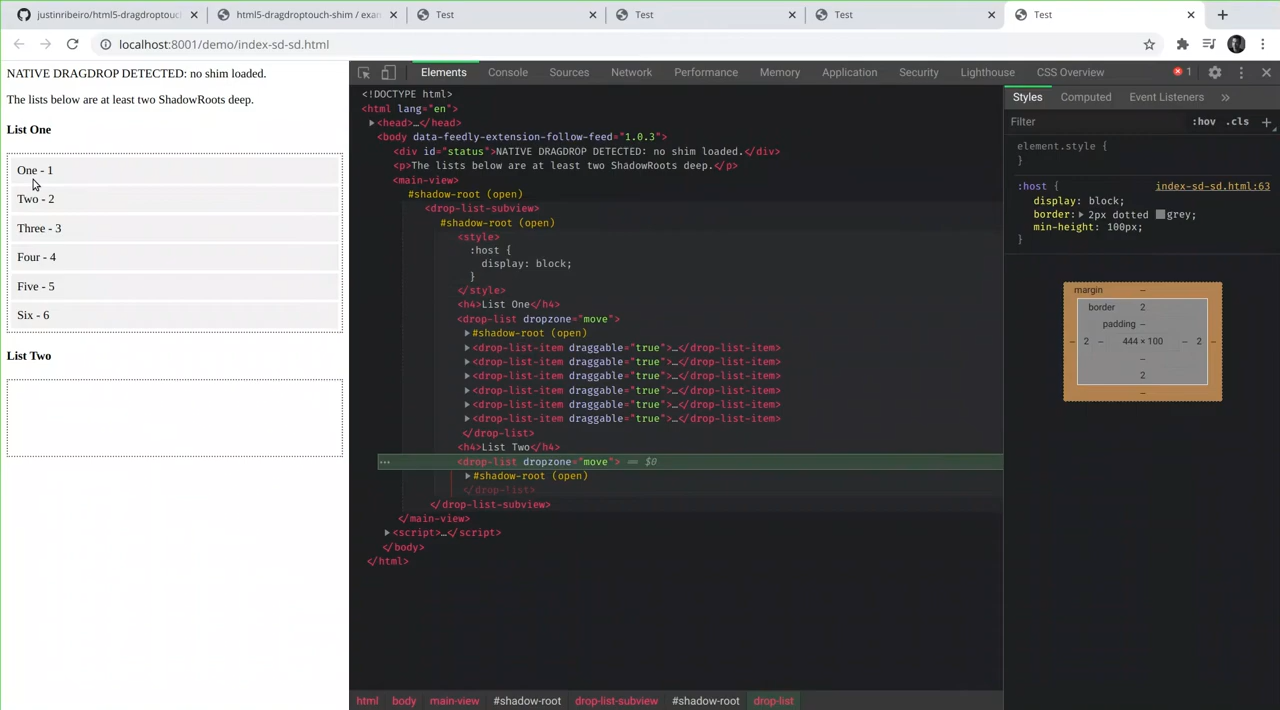 justinribeiro/html5-dragdroptouc
html5-dragdroptouch-shim / exan
Test
Test
Test
Test
localhost:8001/demo/index-sd-sd.html
NATIVE DRAGDROP DETECTED: no shim loaded.
The lists below are at least two ShadowRoots deep.
List One
One - 1
Two - 2
Three - 3
Four - 4
Five - 5
Six - 6
List Two
Elements Console Sources Network Performance Memory Application Security Lighthouse CSS Overview 1
<!DOCTYPE html>
<html lang="en">
<head>…</head>
<body data-feedly-extension-follow-feed="1.0.3">
<div id="status">NATIVE DRAGDROP DETECTED: no shim loaded.</div>
<p>The lists below are at least two ShadowRoots deep.</p>
<main-view>
#shadow-root (open)
<drop-list-subview>
#shadow-root (open)
<style>
:host {
display: block;
}
</style>
<h4>List One</h4>
<drop-list dropzone="move">
#shadow-root (open)
<drop-list-item draggable="true">…</drop-list-item>
<drop-list-item draggable="true">…</drop-list-item>
<drop-list-item draggable="true">…</drop-list-item>
<drop-list-item draggable="true">…</drop-list-item>
<drop-list-item draggable="true">…</drop-list-item>
<drop-list-item draggable="true">…</drop-list-item>
</drop-list>
<h4>List Two</h4>
<drop-list dropzone="move"> == $0
#shadow-root (open)
</drop-list>
</drop-list-subview>
</main-view>
<script>…</script>
</body>
</html>
html body main-view #shadow-root drop-list-subview #shadow-root drop-list
Styles Computed Event Listeners »
Filter :hov .cls +
element.style {
}
:host { index-sd-sd.html:63
display: block;
border: 2px dotted grey;
min-height: 100px;
}
margin –
border 2
padding –
– 2 – 444 × 100 – 2 –
–
2
–